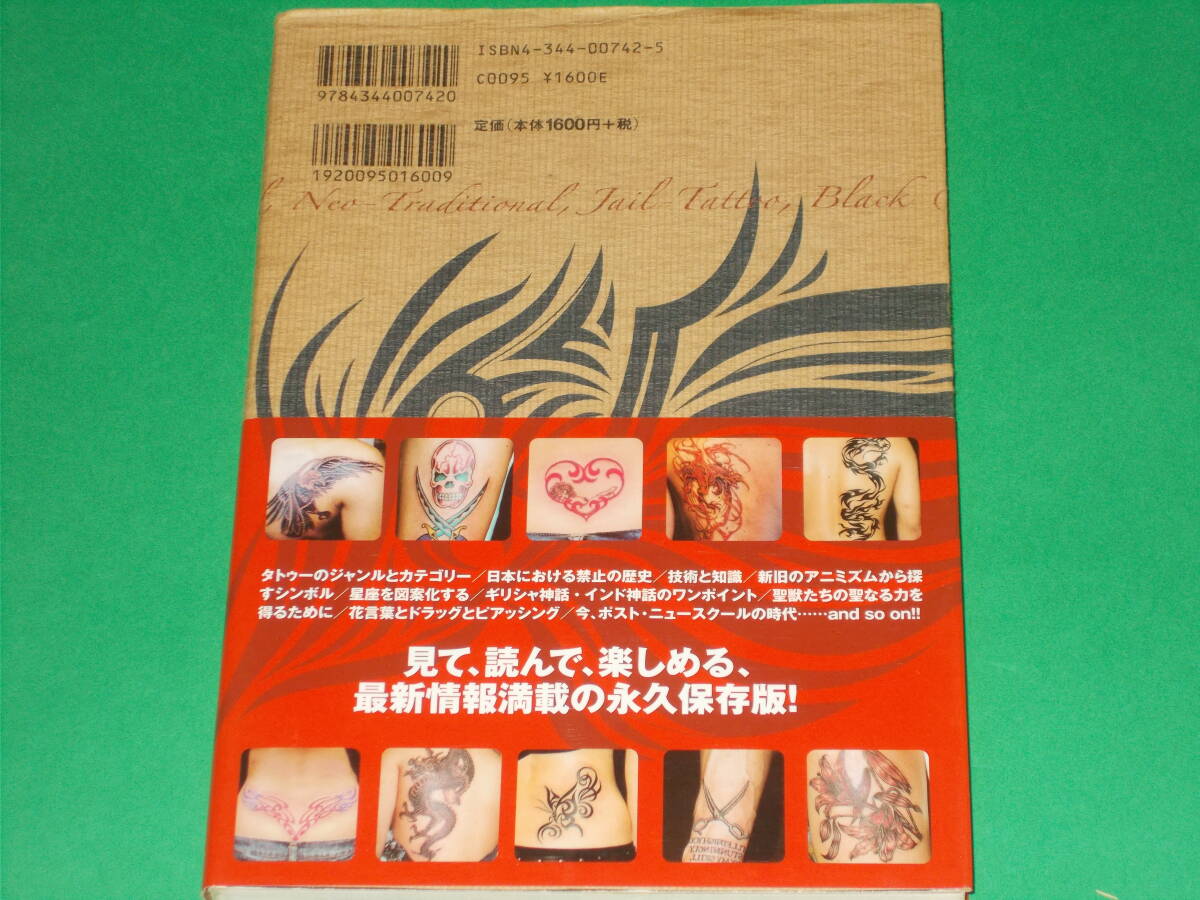 ISBN4-344-00742-5
C0095 ¥1600E
9784344007420
定価(本体1600円+税)
1920095016009
l, Neo-Traditional, Jail-Tattoo, Black
タトゥーのジャンルとカテゴリー/日本における禁止の歴史/技術と知識/新旧のアニミズムから探
すシンボル/星座を図案化する/ギリシャ神話・インド神話のワンポイント/聖獣たちの聖なる力を
得るために/花言葉とドラッグとピアッシング/今、ポスト・ニュースクールの時代……and so on!!
見て、読んで、楽しめる、
最新情報満載の永久保存版!